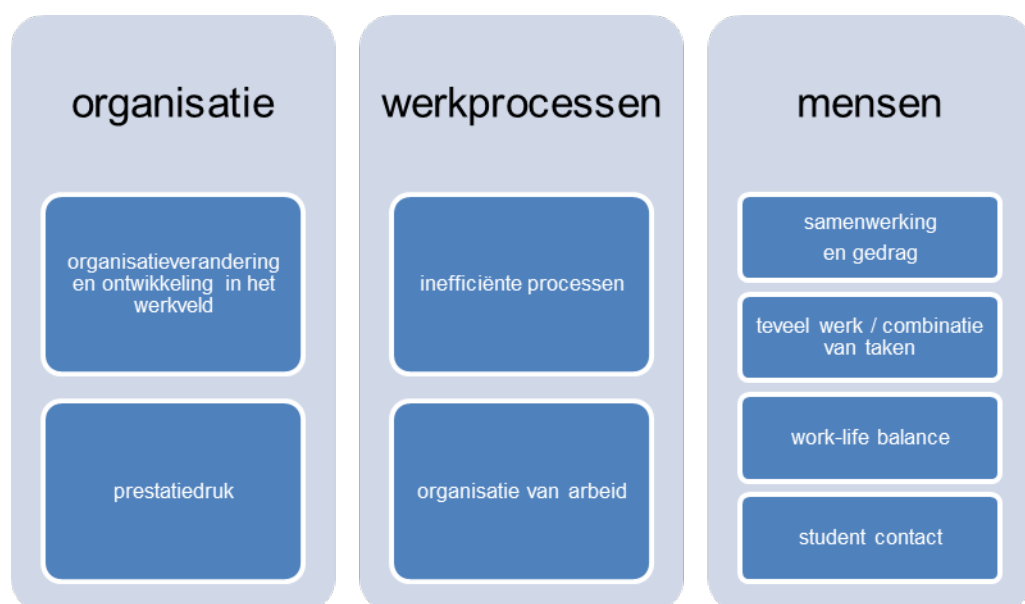 organisatie
organisatieverandering
en ontwikkeling in het
werkveld
prestatiedruk
werkprocessen
inefficiënte processen
organisatie van arbeid
mensen
samenwerking
en gedrag
teveel werk / combinatie
van taken
work-life balance
student contact